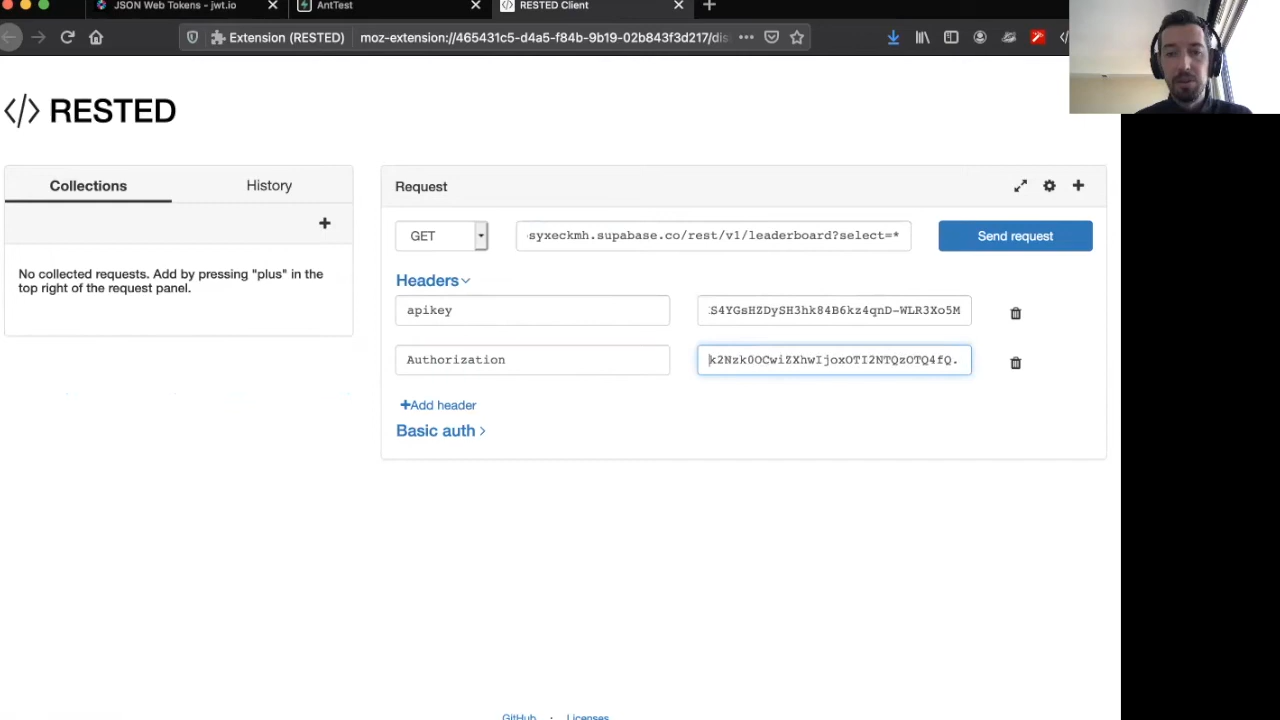 JSON Web Tokens - jwt.io
AntTest
RESTED Client
Extension (RESTED)
moz-extension://465431c5-d4a5-f84b-9b19-02b843f3d217/dis
</> RESTED
Collections
History
No collected requests. Add by pressing "plus" in the
top right of the request panel.
Request
GET
syxeckmh.supabase.co/rest/v1/leaderboard?select=*
Send request
Headers
apikey
S4YGsHZDySH3hk84B6kz4qnD-WLR3Xo5M
Authorization
k2Nzk0OCwiZXhwIjoxOTI2NTQzOTQ4fQ.
+Add header
Basic auth
GitHub · Licenses